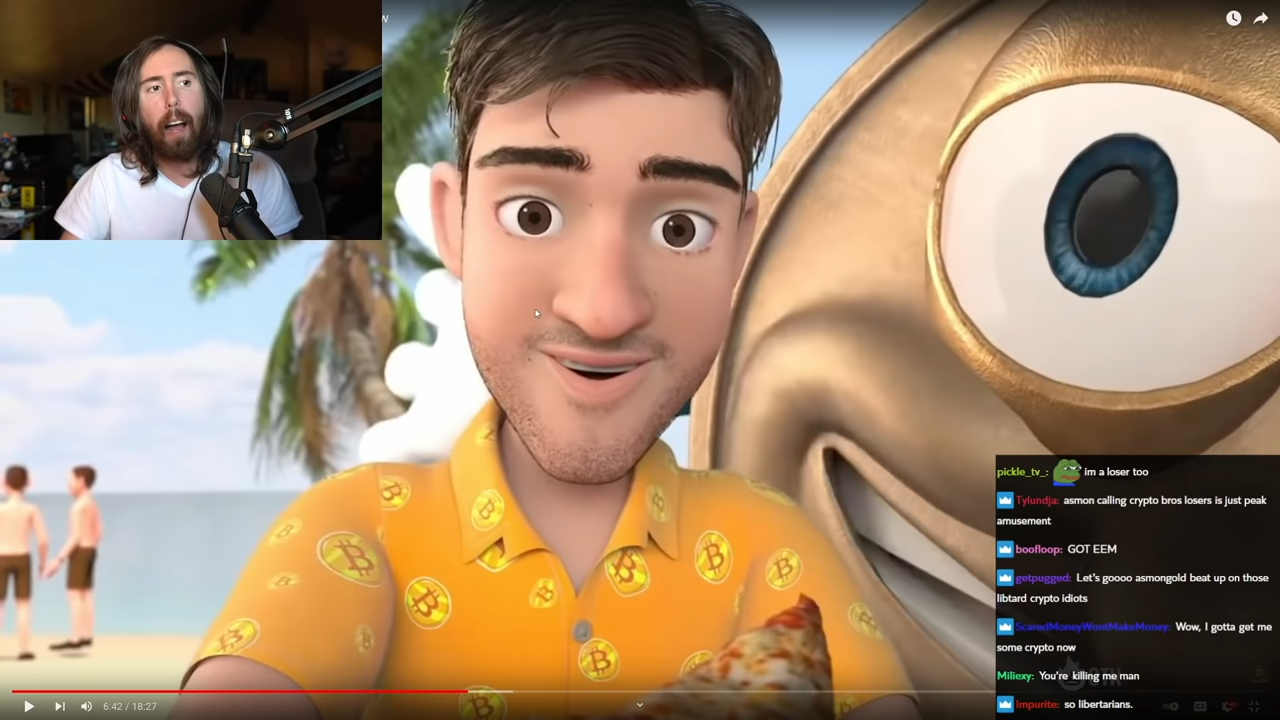 W
pickle_tv_: im a loser too
Tylundja: asmon calling crypto bros losers is just peak
amusement
boofloop: GOT EEM
getpugged: Let's goooo asmongold beat up on those
libtard crypto idiots
ScaredMoneyWontMakeMoney: Wow, I gotta get me
some crypto now
Miliexy: You're killing me man
Impurite: so libertarians.
6:42 / 18:27